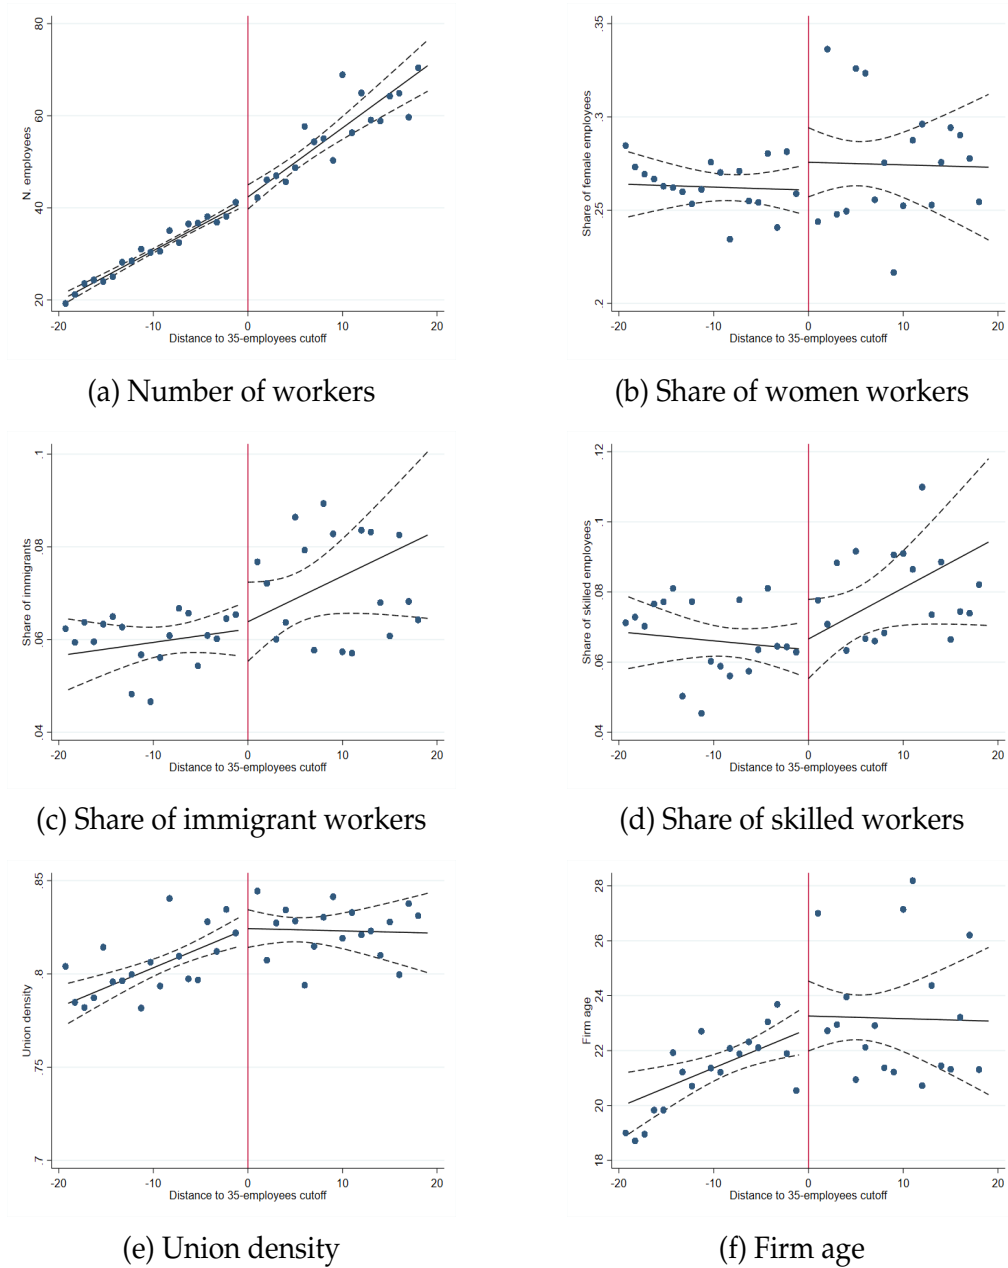 80
60
40
20
N. employees
-20 -10 0 10 20
Distance to 35-employees cutoff
(a) Number of workers
.35
.3
.25
.2
Share of female employees
-20 -10 0 10 20
Distance to 35-employees cutoff
(b) Share of women workers
.1
.08
.06
.04
Share of immigrants
-20 -10 0 10 20
Distance to 35-employees cutoff
(c) Share of immigrant workers
.12
.1
.08
.06
.04
Share of skilled employees
-20 -10 0 10 20
Distance to 35-employees cutoff
(d) Share of skilled workers
.85
.8
.75
.7
Union density
-20 -10 0 10 20
Distance to 35-employees cutoff
(e) Union density
28
26
24
22
20
18
Firm age
-20 -10 0 10 20
Distance to 35-employees cutoff
(f) Firm age